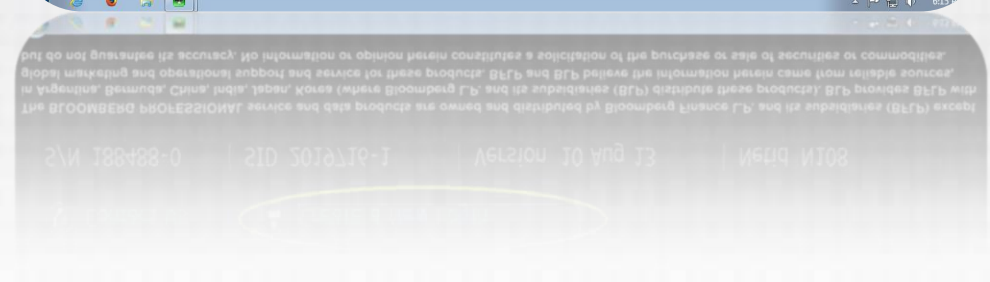 S/N 188488-0 SID 2019716-1 Version 10 Aug 13 Netid N108
The BLOOMBERG PROFESSIONAL service and data products are owned and distributed by Bloomberg Finance L.P. and its subsidiaries (BFLP) except
in Argentina, Bermuda, China, India, Japan, Korea (where Bloomberg L.P. and its subsidiaries (BLP) distribute these products). BLP provides BFLP with
global marketing and operational support and service for these products. BFLP and BLP believe the information herein came from reliable sources,
but do not guarantee its accuracy. No information or opinion herein constitutes a solicitation of the purchase or sale of securities or commodities.